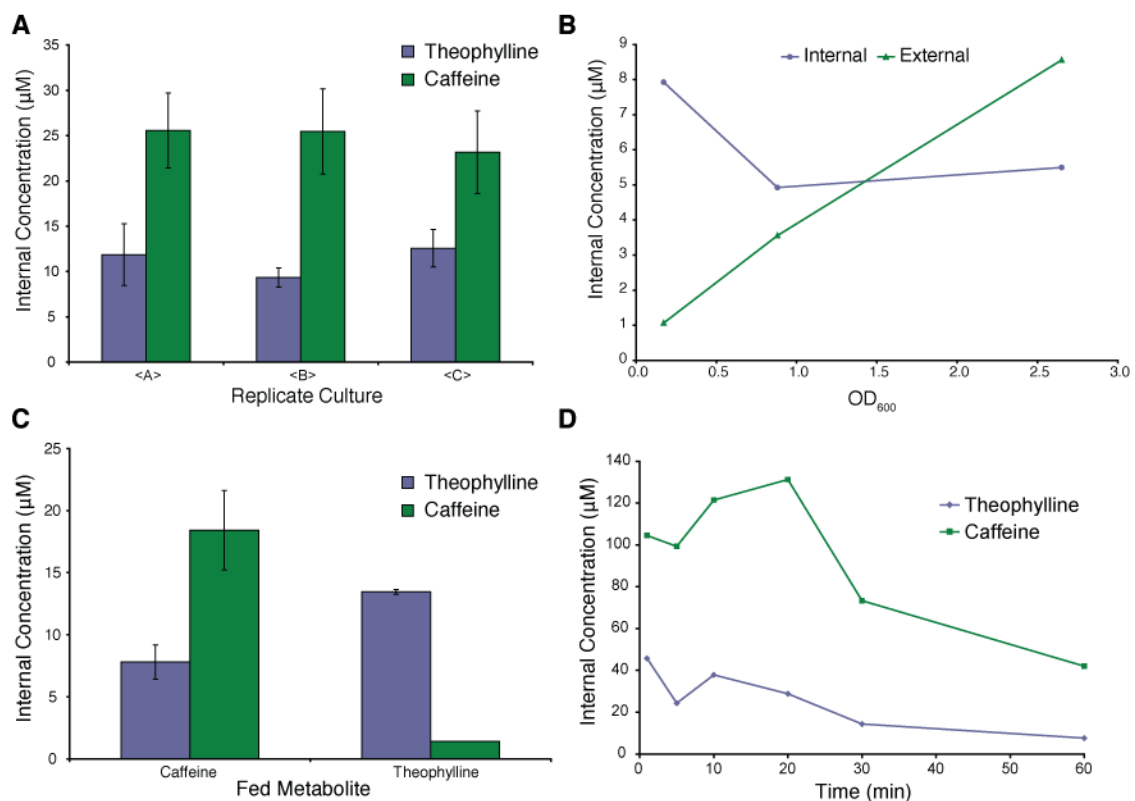 A
Internal Concentration (µM)
35
30
25
20
15
10
5
0
Theophylline
Caffeine
<A>
<B>
<C>
Replicate Culture
B
Internal Concentration (µM)
9
8
7
6
5
4
3
2
1
0
Internal
External
0.0
0.5
1.0
1.5
2.0
2.5
3.0
OD600
C
Internal Concentration (µM)
25
20
15
10
5
0
Theophylline
Caffeine
Caffeine
Theophylline
Fed Metabolite
D
Internal Concentration (µM)
140
120
100
80
60
40
20
0
Theophylline
Caffeine
0
10
20
30
40
50
60
Time (min)